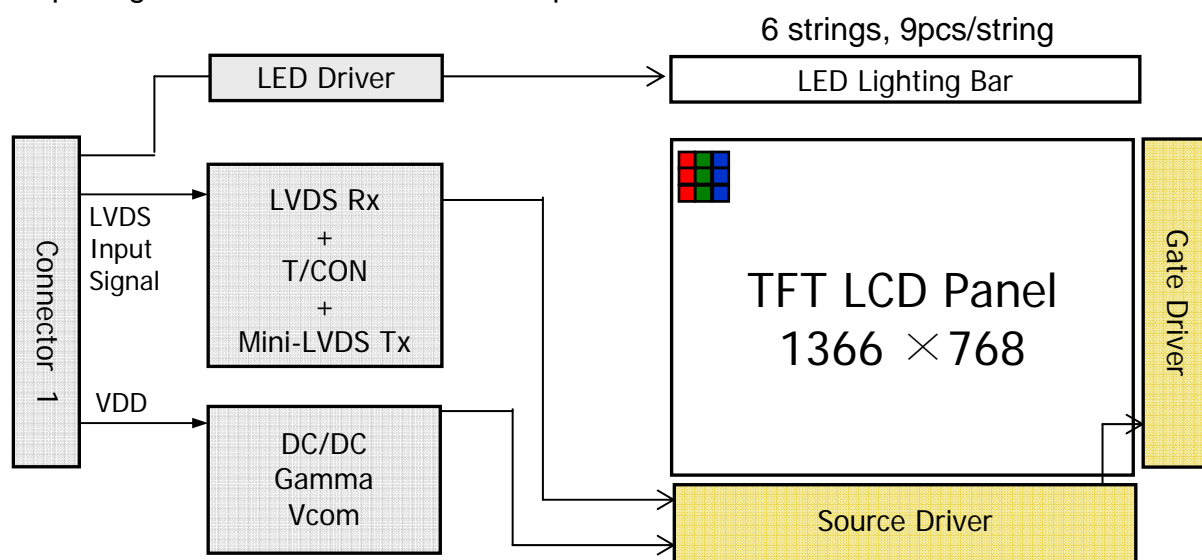 6 strings, 9pcs/string
LED Driver
LED Lighting Bar
Connector 1
LVDS
Input
Signal
LVDS Rx
+
T/CON
+
Mini-LVDS Tx
TFT LCD Panel
1366 ×768
Gate Driver
VDD
DC/DC
Gamma
Vcom
Source Driver